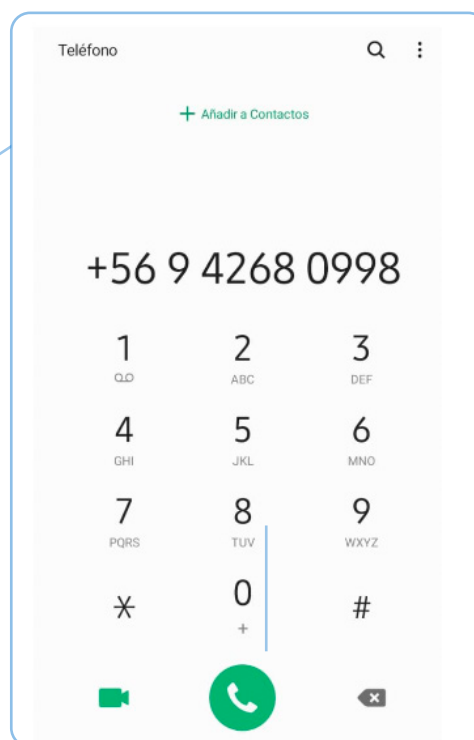 Teléfono
+ Añadir a Contactos
+56 9 4268 0998
1 2 3
ABC DEF
4 5 6
GHI JKL MNO
7 8 9
PQRS TUV WXYZ
* 0 #
+